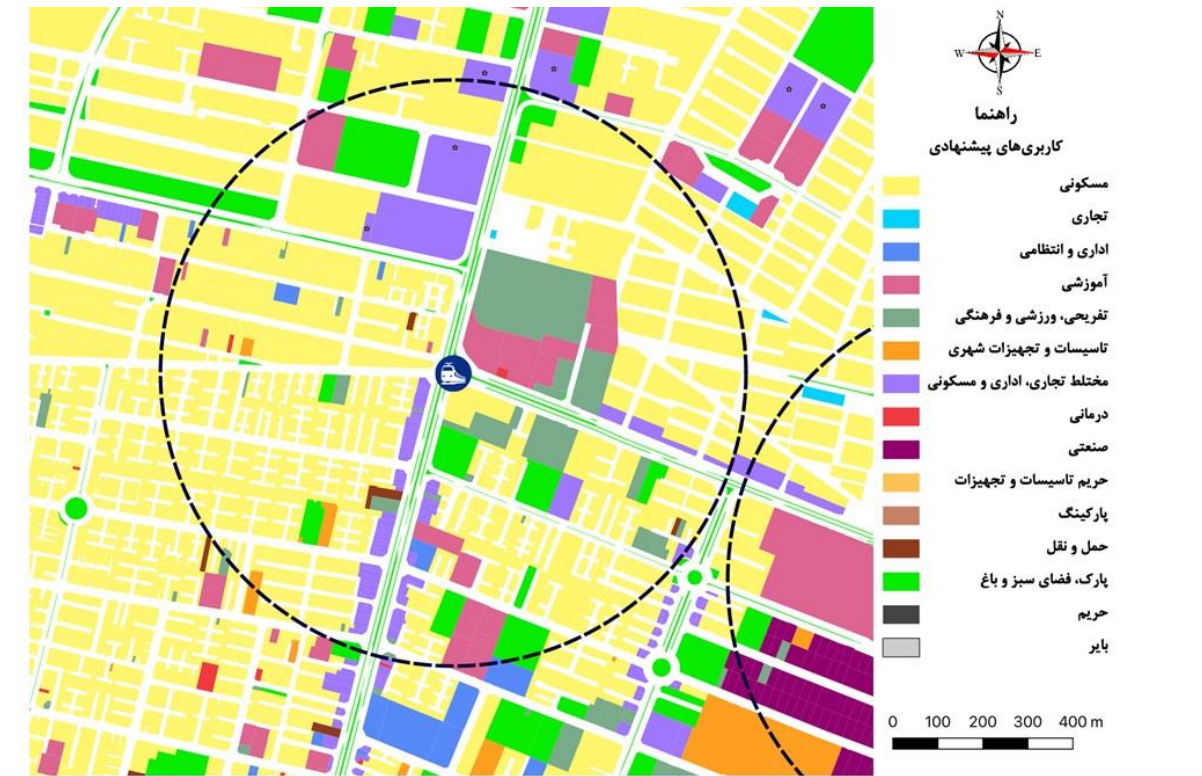 N
W E
S
راهنما
کاربری‌های پیشنهادی
مسکونی
تجاری
اداری و انتظامی
آموزشی
تفریحی، ورزشی و فرهنگی
تاسیسات و تجهیزات شهری
مختلط تجاری، اداری و مسکونی
درمانی
صنعتی
حریم تاسیسات و تجهیزات
پارکینگ
حمل و نقل
پارک، فضای سبز و باغ
حریم
بایر
0 100 200 300 400 m